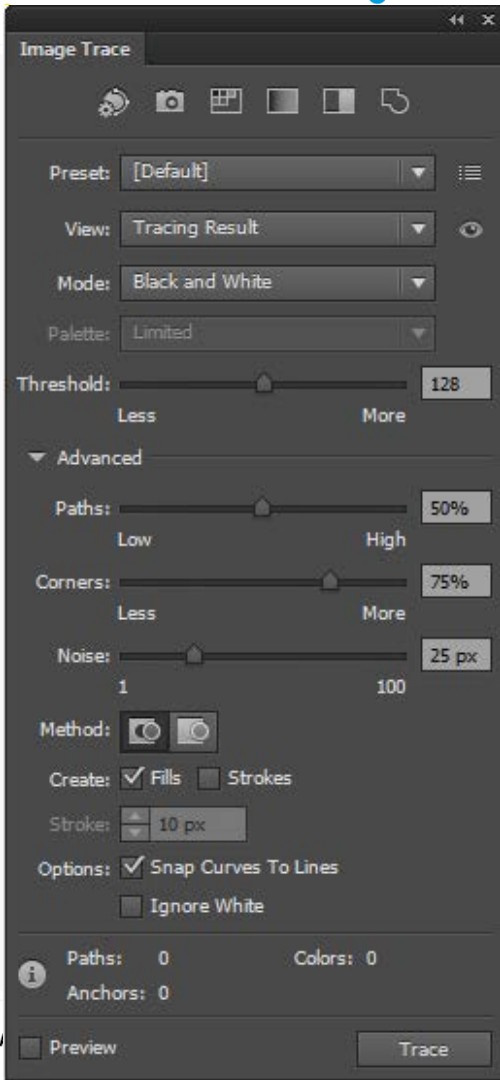 Image Trace
Preset: [Default]
View: Tracing Result
Mode: Black and White
Palette: Limited
Threshold: 128
Less More
Advanced
Paths: 50%
Low High
Corners: 75%
Less More
Noise: 25 px
1 100
Method:
Create: Fills Strokes
Stroke: 10 px
Options: Snap Curves To Lines
Ignore White
Paths: 0 Colors: 0
Anchors: 0
Preview Trace